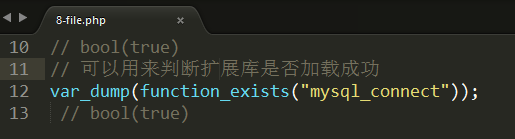 8-file.php ×
10 // bool(true)
11 // 可以用来判断扩展库是否加载成功
12 var_dump(function_exists("mysql_connect"));
13 // bool(true)